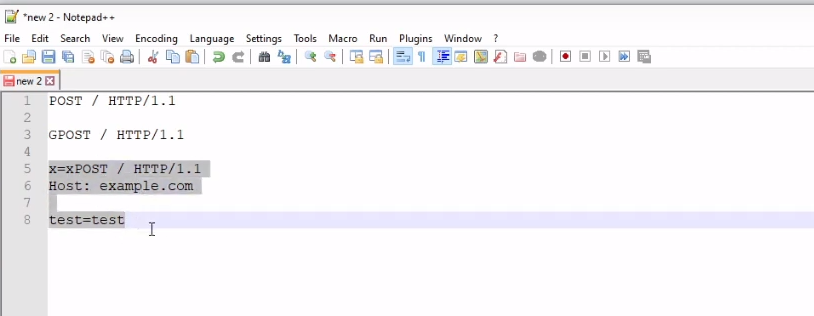 *new 2 - Notepad++
File Edit Search View Encoding Language Settings Tools Macro Run Plugins Window ?
new 2
1 POST / HTTP/1.1
2
3 GPOST / HTTP/1.1
4
5 x=xPOST / HTTP/1.1
6 Host: example.com
7
8 test=test